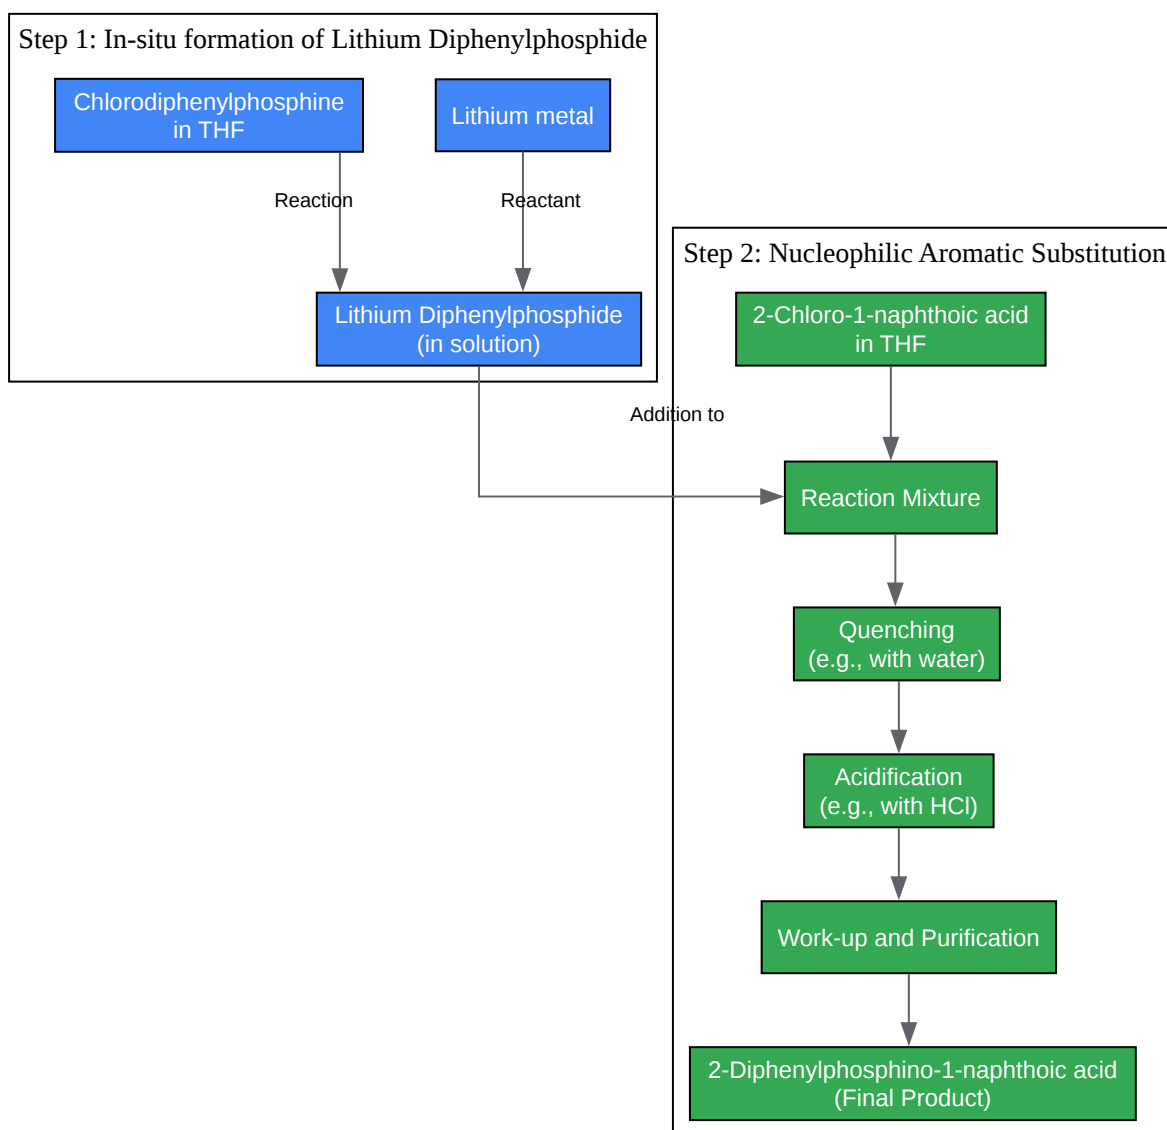 Step 1: In-situ formation of Lithium Diphenylphosphide
Chlorodiphenylphosphine
in THF
Lithium metal
Reaction
Reactant
Lithium Diphenylphosphide
(in solution)
Addition to
Step 2: Nucleophilic Aromatic Substitution
2-Chloro-1-naphthoic acid
in THF
Reaction Mixture
Quenching
(e.g., with water)
Acidification
(e.g., with HCl)
Work-up and Purification
2-Diphenylphosphino-1-naphthoic acid
(Final Product)